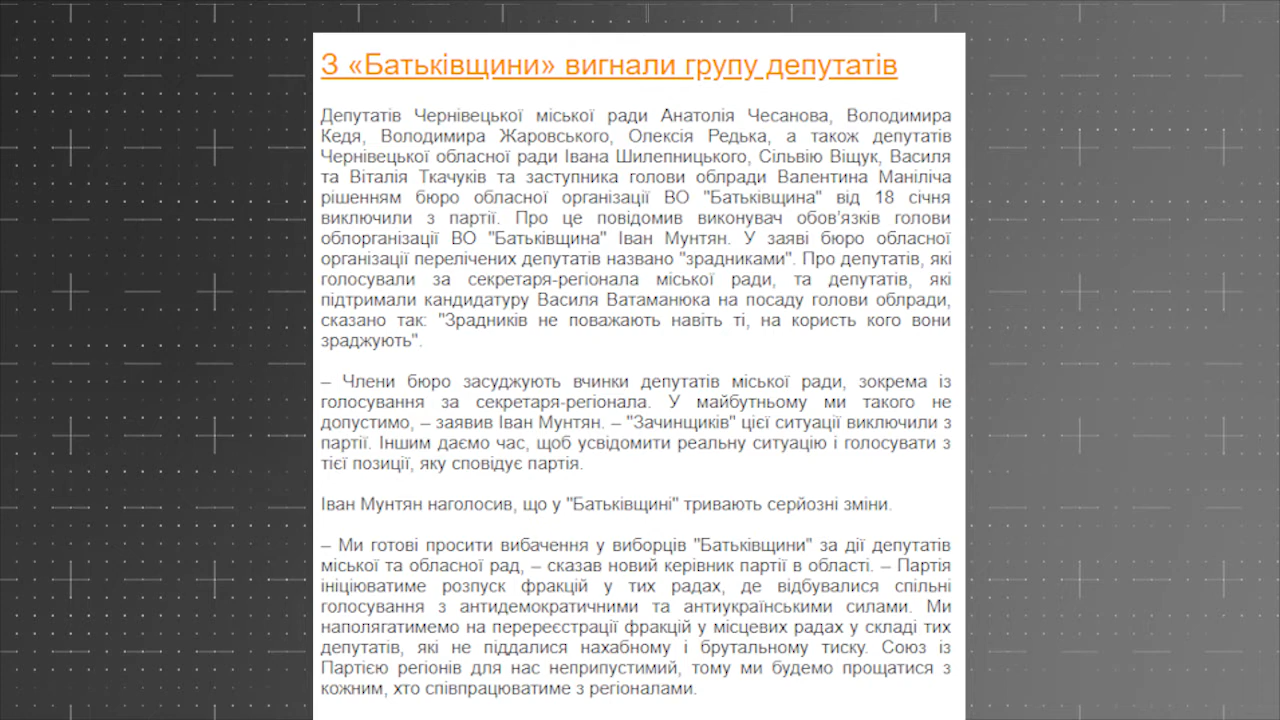 З «Батьківщини» вигнали групу депутатів
Депутатів Чернівецької міської ради Анатолія Чесанова, Володимира
Кедя, Володимира Жаровського, Олексія Редька, а також депутатів
Чернівецької обласної ради Івана Шилепницького, Сільвію Віщук, Василя
та Віталія Ткачуків та заступника голови облради Валентина Маніліча
рішенням бюро обласної організації ВО "Батьківщина" від 18 січня
виключили з партії. Про це повідомив виконувач обов'язків голови
облорганізації ВО "Батьківщина" Іван Мунтян. У заяві бюро обласної
організації перелічених депутатів названо "зрадниками". Про депутатів, які
голосували за секретаря-регіонала міської ради, та депутатів, які
підтримали кандидатуру Василя Ватаманюка на посаду голови облради,
сказано так: "Зрадників не поважають навіть ті, на користь кого вони
зраджують".
– Члени бюро засуджують вчинки депутатів міської ради, зокрема із
голосування за секретаря-регіонала. У майбутньому ми такого не
допустимо, – заявив Іван Мунтян. – "Зачинщиків" цієї ситуації виключили з
партії. Іншим даємо час, щоб усвідомити реальну ситуацію і голосувати з
тієї позиції, яку сповідує партія.
Іван Мунтян наголосив, що у "Батьківщині" тривають серйозні зміни.
– Ми готові просити вибачення у виборців "Батьківщини" за дії депутатів
міської та обласної рад, – сказав новий керівник партії в області. – Партія
ініціюватиме розпуск фракцій у тих радах, де відбувалися спільні
голосування з антидемократичними та антиукраїнськими силами. Ми
наполягатимемо на перереєстрації фракцій у місцевих радах у складі тих
депутатів, які не піддалися нахабному і брутальному тиску. Союз із
Партією регіонів для нас неприпустимий, тому ми будемо прощатися з
кожним, хто співпрацюватиме з регіоналами.